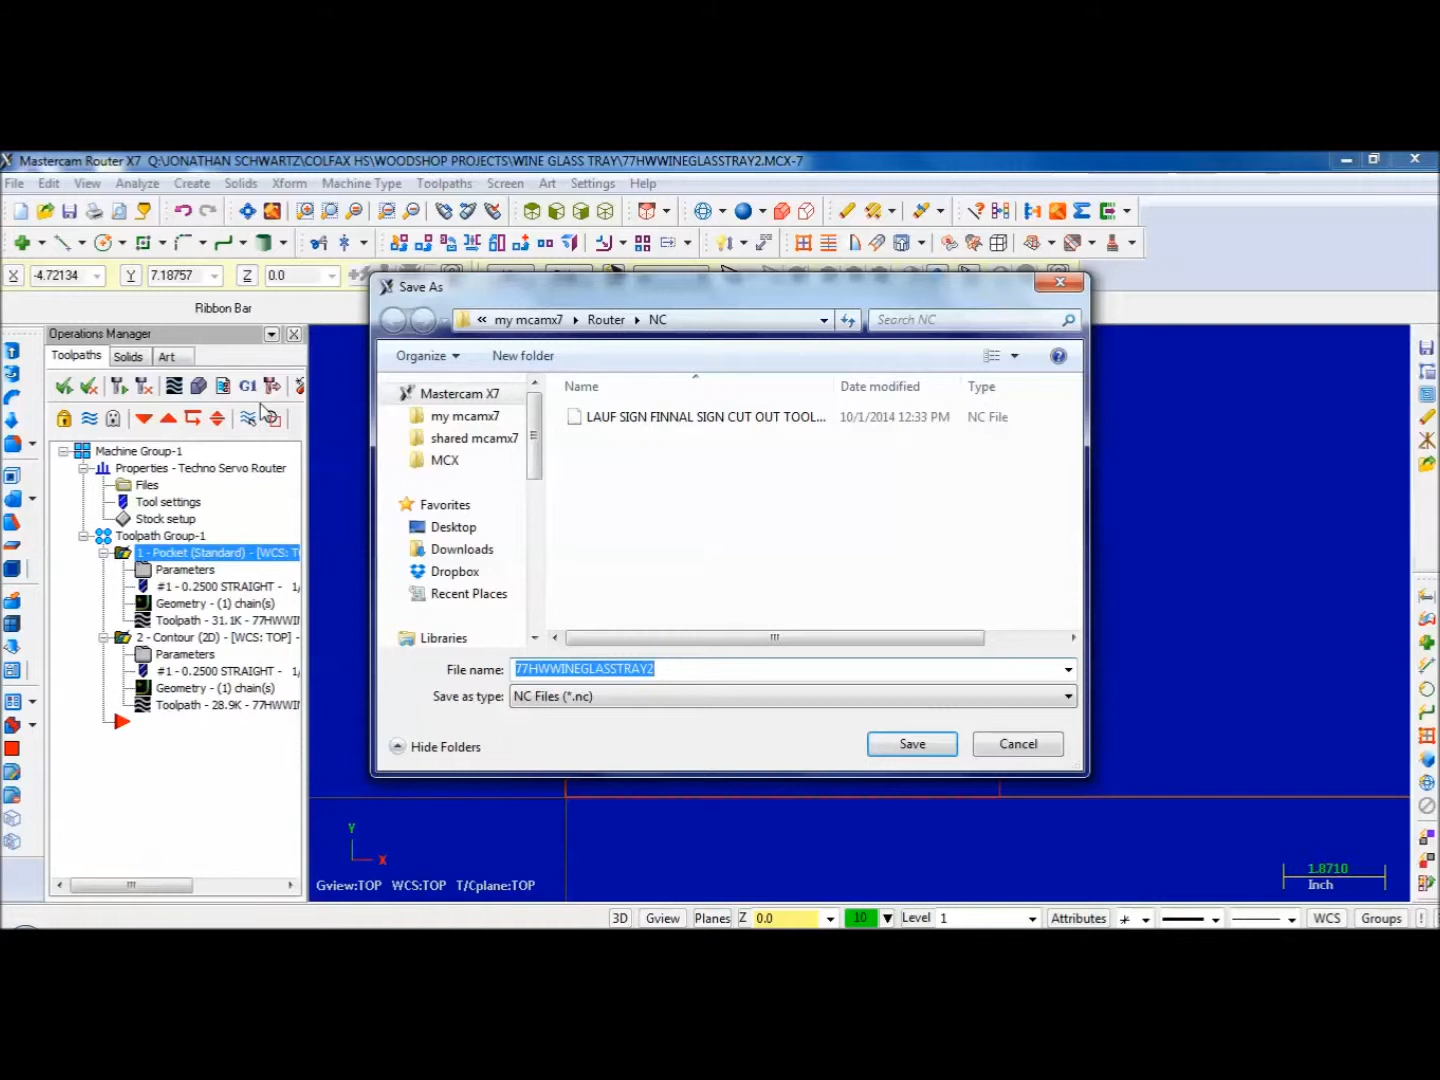 Mastercam Router X7 Q:\JONATHAN SCHWARTZ\COLFAX HS\WOODSHOP PROJECTS\WINE GLASS TRAY\77HWWINEGLASSTRAY2.MCX-7
File Edit View Analyze Create Solids Xform Machine Type Toolpaths Screen Art Settings Help
X -4.72134 Y 7.18757 Z 0.0
Ribbon Bar
Operations Manager
Toolpaths Solids Art
G1
Machine Group-1
Properties - Techno Servo Router
Files
Tool settings
Stock setup
Toolpath Group-1
1 - Pocket (Standard) - [WCS: T
Parameters
#1 - 0.2500 STRAIGHT - 1/
Geometry - (1) chain(s)
Toolpath - 31.1K - 77HWWI
2 - Contour (2D) - [WCS: TOP] -
Parameters
#1 - 0.2500 STRAIGHT - 1/
Geometry - (1) chain(s)
Toolpath - 28.9K - 77HWWI
Save As
« my mcamx7 Router NC
Search NC
Organize New folder
Mastercam X7
my mcamx7
shared mcamx7
MCX
Favorites
Desktop
Downloads
Dropbox
Recent Places
Libraries
Name Date modified Type
LAUF SIGN FINNAL SIGN CUT OUT TOOL... 10/1/2014 12:33 PM NC File
File name: 77HWWINEGLASSTRAY2
Save as type: NC Files (*.nc)
Hide Folders Save Cancel
Y
X
Gview:TOP WCS:TOP T/Cplane:TOP
1.8710
Inch
3D Gview Planes Z 0.0 10 Level 1 Attributes WCS Groups !